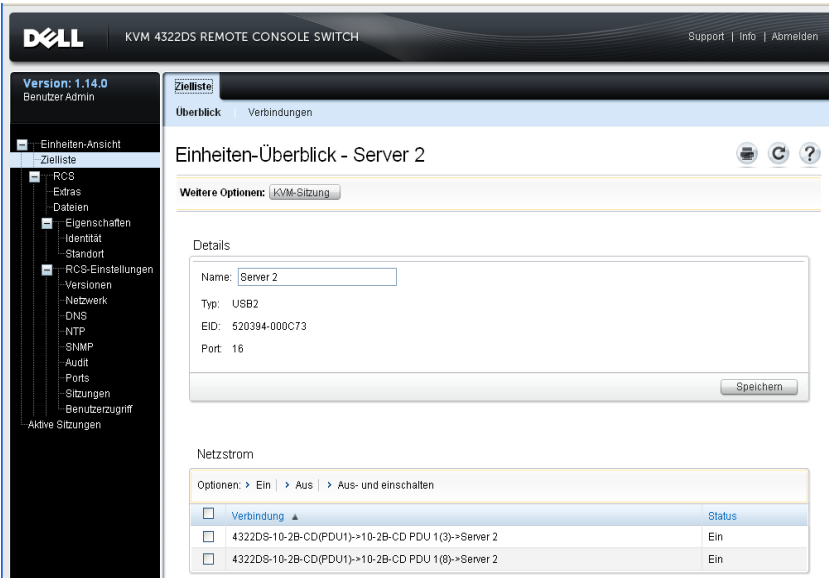 DELL KVM 4322DS REMOTE CONSOLE SWITCH Support | Info | Abmelden
Version: 1.14.0
Benutzer Admin
Einheiten-Ansicht
Zielliste
RCS
Extras
Dateien
Eigenschaften
Identität
Standort
RCS-Einstellungen
Versionen
Netzwerk
DNS
NTP
SNMP
Audit
Ports
Sitzungen
Benutzerzugriff
Aktive Sitzungen
Zielliste
Überblick Verbindungen
Einheiten-Überblick - Server 2
Weitere Optionen: KVM-Sitzung
Details
Name: Server 2
Typ: USB2
EID: 520394-000C73
Port: 16
Speichern
Netzstrom
Optionen: > Ein | > Aus | > Aus- und einschalten
Verbindung ▲ Status
4322DS-10-2B-CD(PDU1)->10-2B-CD PDU 1(3)->Server 2 Ein
4322DS-10-2B-CD(PDU1)->10-2B-CD PDU 1(8)->Server 2 Ein